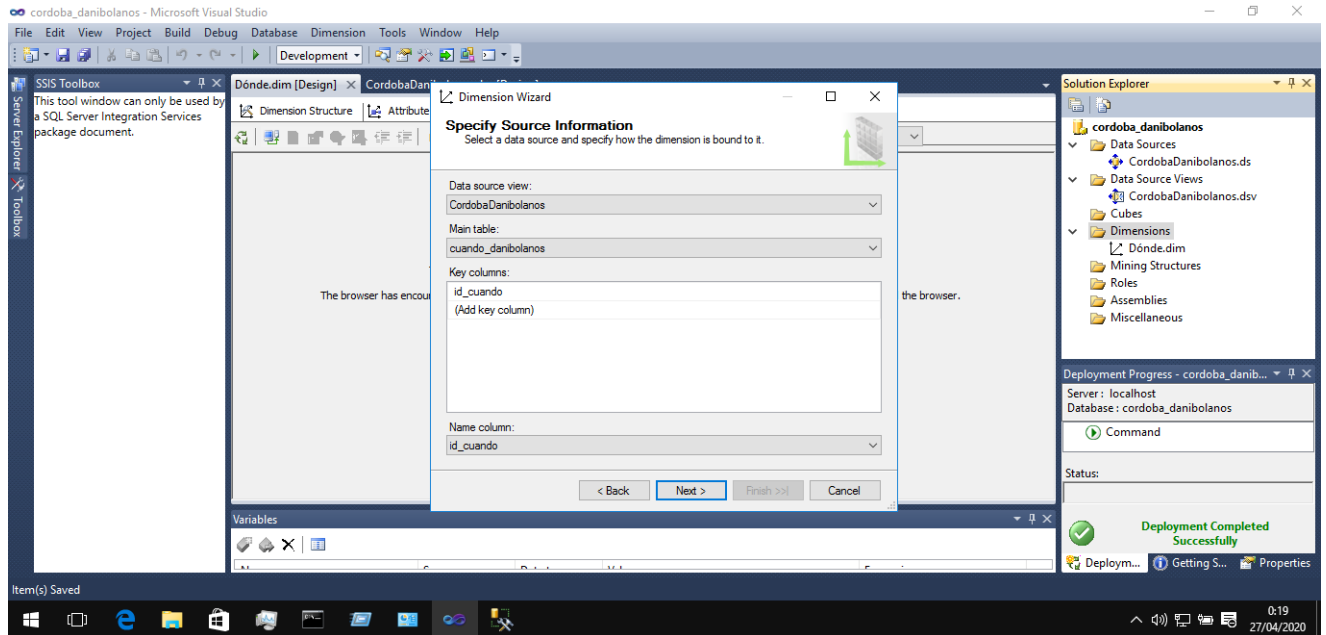 cordoba_danibolanos - Microsoft Visual Studio
File Edit View Project Build Debug Database Dimension Tools Window Help
Development
SSIS Toolbox
This tool window can only be used by
a SQL Server Integration Services
package document.
Server Explorer
Toolbox
Dónde.dim [Design]
CordobaDani
Dimension Structure
Attribute
The browser has encou
the browser.
Dimension Wizard
Specify Source Information
Select a data source and specify how the dimension is bound to it.
Data source view:
CordobaDanibolanos
Main table:
cuando_danibolanos
Key columns:
id_cuando
(Add key column)
Name column:
id_cuando
< Back Next > Finish >>| Cancel
Variables
Solution Explorer
cordoba_danibolanos
Data Sources
CordobaDanibolanos.ds
Data Source Views
CordobaDanibolanos.dsv
Cubes
Dimensions
Dónde.dim
Mining Structures
Roles
Assemblies
Miscellaneous
Deployment Progress - cordoba_danib...
Server : localhost
Database : cordoba_danibolanos
Command
Status:
Deployment Completed
Successfully
Deploym... Getting S... Properties
Item(s) Saved
0:19
27/04/2020